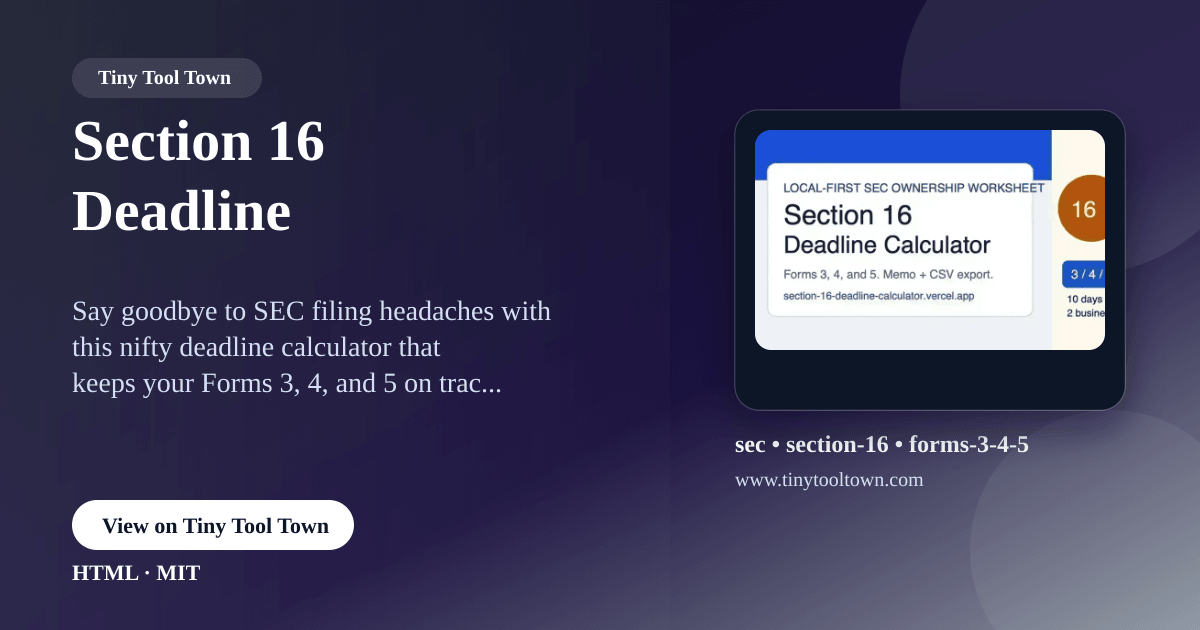 Tiny Tool Town
Section 16
Deadline
Say goodbye to SEC filing headaches with
this nifty deadline calculator that
keeps your Forms 3, 4, and 5 on trac...
View on Tiny Tool Town
HTML · MIT
LOCAL-FIRST SEC OWNERSHIP WORKSHEET
Section 16
Deadline Calculator
Forms 3, 4, and 5. Memo + CSV export.
section-16-deadline-calculator.vercel.app
16
3 / 4 /
10 days
2 busine
sec • section-16 • forms-3-4-5
www.tinytooltown.com